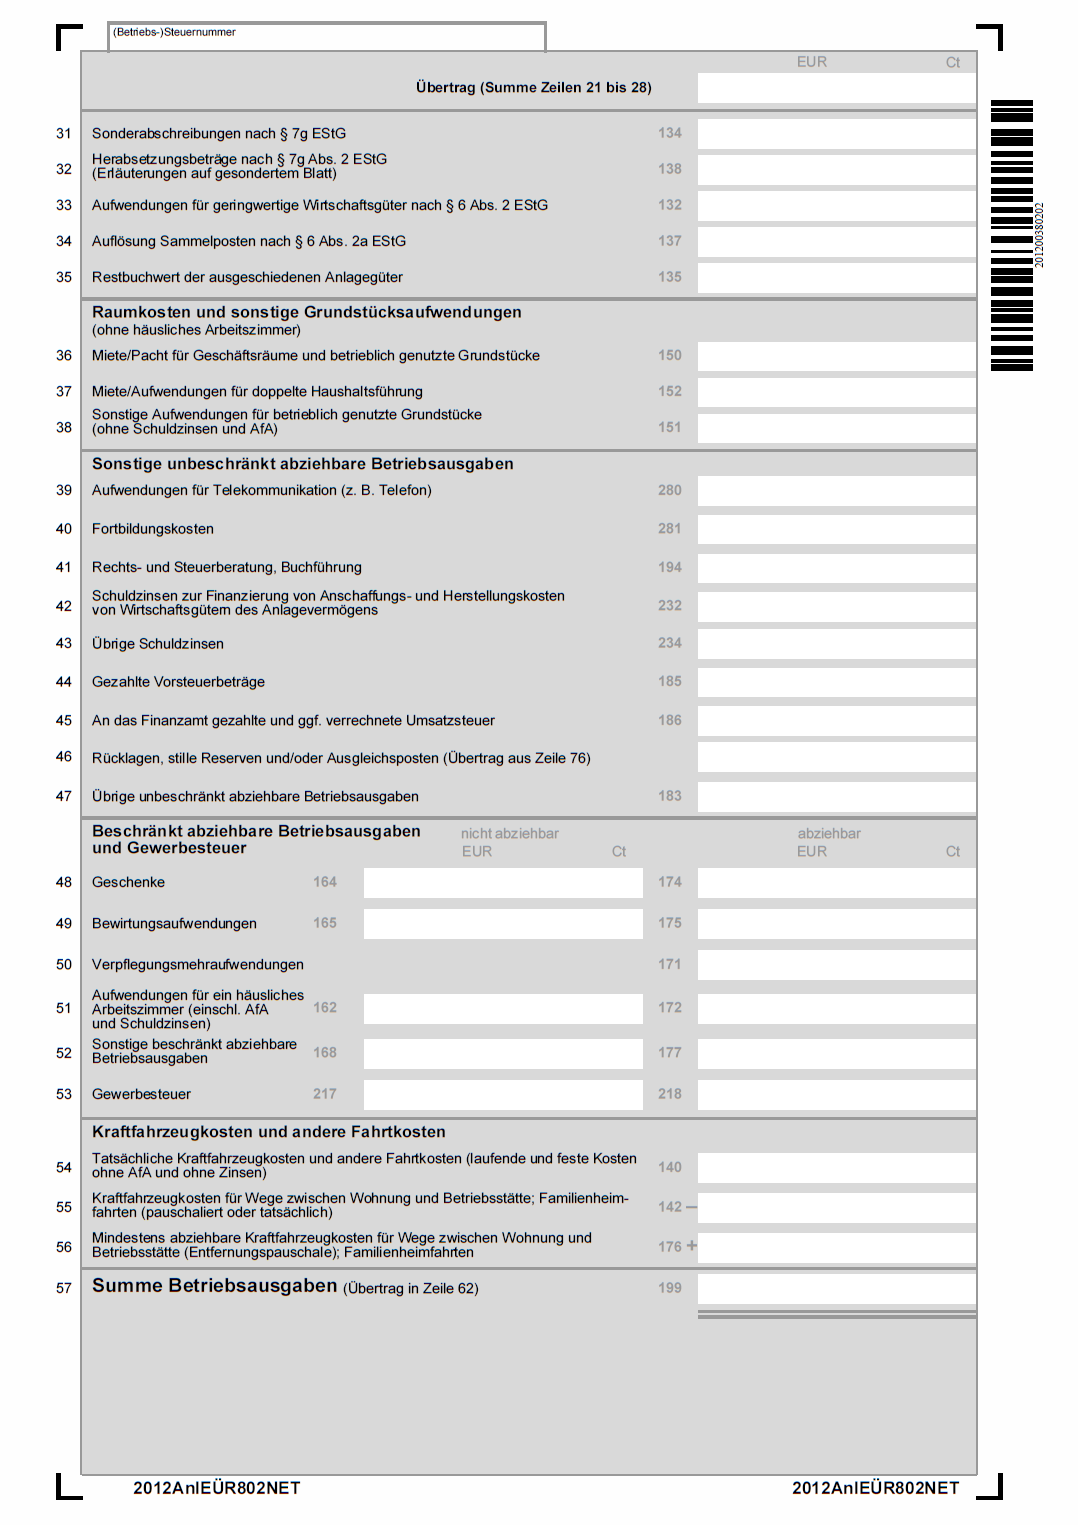 (Betriebs-)Steuernummer
EUR Ct
Übertrag (Summe Zeilen 21 bis 28)
31 Sonderabschreibungen nach § 7g EStG 134
32 Herabsetzungsbeträge nach § 7g Abs. 2 EStG
(Erläuterungen auf gesondertem Blatt) 138
33 Aufwendungen für geringwertige Wirtschaftsgüter nach § 6 Abs. 2 EStG 132
34 Auflösung Sammelposten nach § 6 Abs. 2a EStG 137
35 Restbuchwert der ausgeschiedenen Anlagegüter 135
201200380202
Raumkosten und sonstige Grundstücksaufwendungen
(ohne häusliches Arbeitszimmer)
36 Miete/Pacht für Geschäftsräume und betrieblich genutzte Grundstücke 150
37 Miete/Aufwendungen für doppelte Haushaltsführung 152
38 Sonstige Aufwendungen für betrieblich genutzte Grundstücke
(ohne Schuldzinsen und AfA) 151
Sonstige unbeschränkt abziehbare Betriebsausgaben
39 Aufwendungen für Telekommunikation (z. B. Telefon) 280
40 Fortbildungskosten 281
41 Rechts- und Steuerberatung, Buchführung 194
42 Schuldzinsen zur Finanzierung von Anschaffungs- und Herstellungskosten
von Wirtschaftsgütern des Anlagevermögens 232
43 Übrige Schuldzinsen 234
44 Gezahlte Vorsteuerbeträge 185
45 An das Finanzamt gezahlte und ggf. verrechnete Umsatzsteuer 186
46 Rücklagen, stille Reserven und/oder Ausgleichsposten (Übertrag aus Zeile 76)
47 Übrige unbeschränkt abziehbare Betriebsausgaben 183
Beschränkt abziehbare Betriebsausgaben nicht abziehbar abziehbar
und Gewerbesteuer EUR Ct EUR Ct
48 Geschenke 164 174
49 Bewirtungsaufwendungen 165 175
50 Verpflegungsmehraufwendungen 171
51 Aufwendungen für ein häusliches
Arbeitszimmer (einschl. AfA 162 172
und Schuldzinsen)
52 Sonstige beschränkt abziehbare
Betriebsausgaben 168 177
53 Gewerbesteuer 217 218
Kraftfahrzeugkosten und andere Fahrtkosten
54 Tatsächliche Kraftfahrzeugkosten und andere Fahrtkosten (laufende und feste Kosten
ohne AfA und ohne Zinsen) 140
55 Kraftfahrzeugkosten für Wege zwischen Wohnung und Betriebsstätte; Familienheim-
fahrten (pauschaliert oder tatsächlich) 142 –
56 Mindestens abziehbare Kraftfahrzeugkosten für Wege zwischen Wohnung und
Betriebsstätte (Entfernungspauschale); Familienheimfahrten 176 +
57 Summe Betriebsausgaben (Übertrag in Zeile 62) 199
2012AnlEÜR802NET 2012AnlEÜR802NET